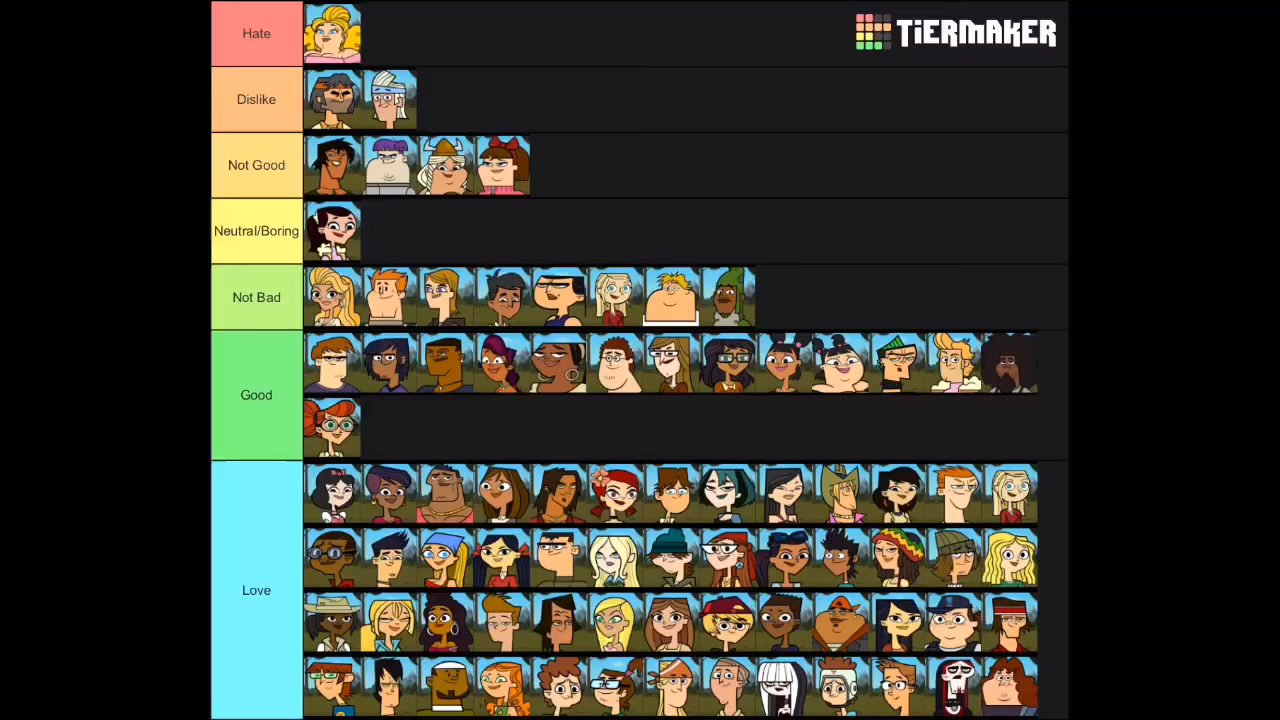 Hate
TiERMAKER
Dislike
Not Good
Neutral/Boring
Not Bad
Good
Love